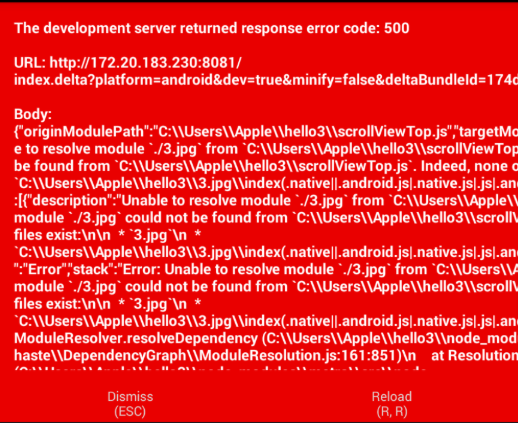 The development server returned response error code: 500
URL: http://172.20.183.230:8081/
index.delta?platform=android&dev=true&minify=false&deltaBundleId=174d
Body:
{"originModulePath":"C:\\Users\\Apple\\hello3\\scrollViewTop.js","targetMo
e to resolve module `./3.jpg` from `C:\\Users\\Apple\\hello3\\scrollViewTop
be found from `C:\\Users\\Apple\\hello3\\scrollViewTop.js`. Indeed, none o
`C:\\Users\\Apple\\hello3\\3.jpg\\index(.native||.android.js|.native.js|.js|.an
:[{"description":"Unable to resolve module `./3.jpg` from `C:\\Users\\Apple
module `./3.jpg` could not be found from `C:\\Users\\Apple\\hello3\\scrollV
files exist:\n\n * `3.jpg`\n *
`C:\\Users\\Apple\\hello3\\3.jpg\\index(.native||.android.js|.native.js|.js|.an
":"Error","stack":"Error: Unable to resolve module `./3.jpg` from `C:\\Users\\A
module `./3.jpg` could not be found from `C:\\Users\\Apple\\hello3\\scrollV
files exist:\n\n * `3.jpg`\n *
`C:\\Users\\Apple\\hello3\\3.jpg\\index(.native||.android.js|.native.js|.js|.an
ModuleResolver.resolveDependency (C:\\Users\\Apple\\hello3\\node_mod
haste\\DependencyGraph\\ModuleResolution.js:161:851)\n at Resolution
Dismiss
(ESC)
Reload
(R, R)